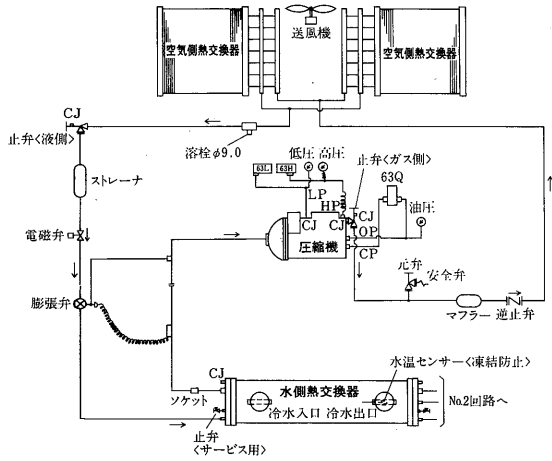 送風機
空気側熱交換器
空気側熱交換器
CJ
止弁<液側>
溶栓φ9.0
ストレーナ
63L
63H
低圧
高圧
止弁<ガス側>
63Q
LP
HP
CJ
油圧
CJ
CJ
OP
圧縮機
CP
電磁弁
元弁
安全弁
膨張弁
マフラー
逆止弁
水温センサー<凍結防止>
CJ
ソケット
水側熱交換器
冷水入口
冷水出口
No.2回路へ
止弁
<サービス用>